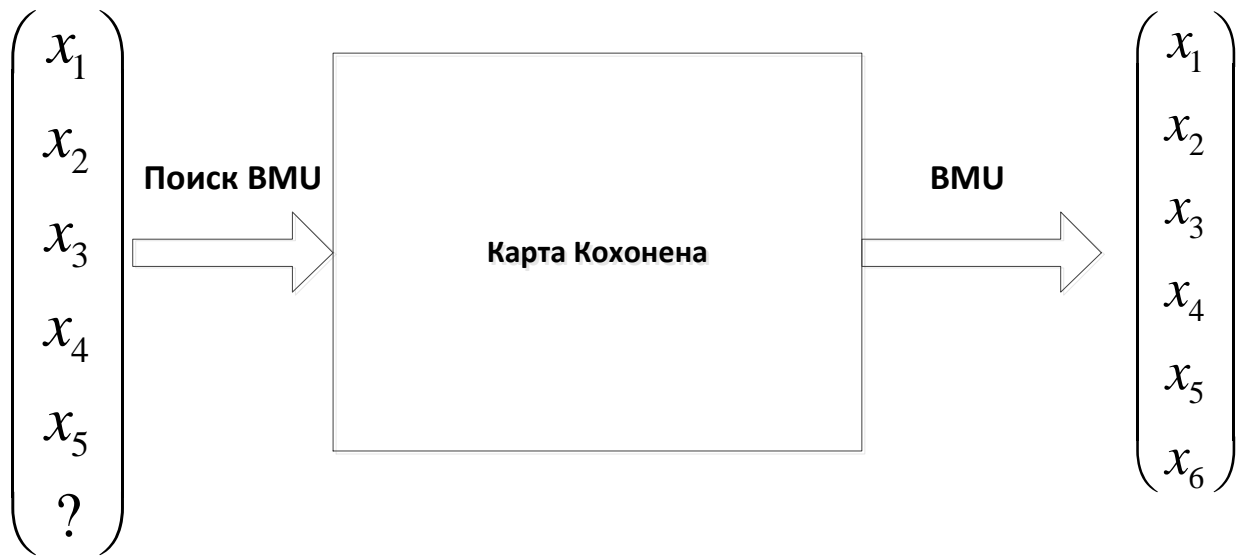 x₁
x₂
x₃
x₄
x₅
?
Поиск BMU
Карта Кохонена
BMU
x₁
x₂
x₃
x₄
x₅
x₆